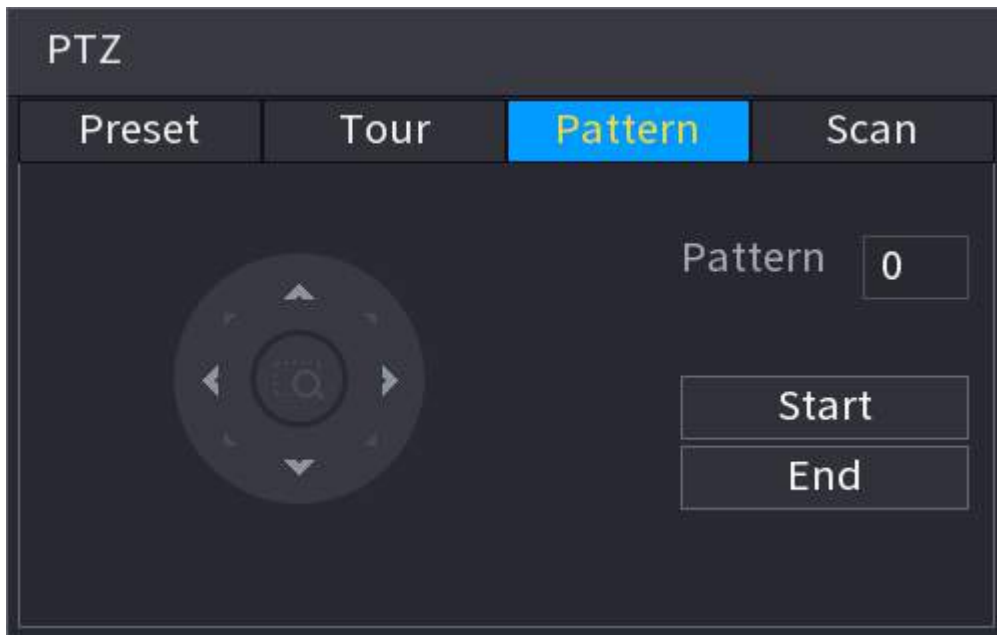 PTZ
Preset Tour Pattern Scan
Pattern 0
Start
End